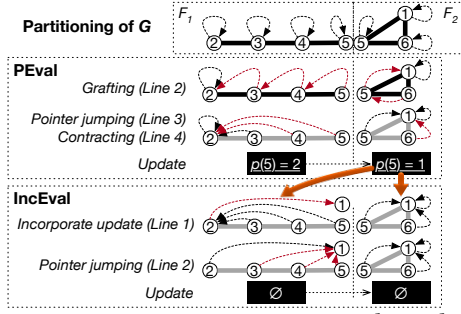 Partitioning of G
F1 F2
1
2 3 4 5 5 6
PEval
Grafting (Line 2)
1
2 3 4 5 5 6
Pointer jumping (Line 3)
1
Contracting (Line 4)
2 3 4 5 5 6
Update p(5) = 2 p(5) = 1
IncEval
1 1
Incorporate update (Line 1)
2 3 4 5 5 6
Pointer jumping (Line 2)
1 1
2 3 4 5 5 6
Update ∅ ∅